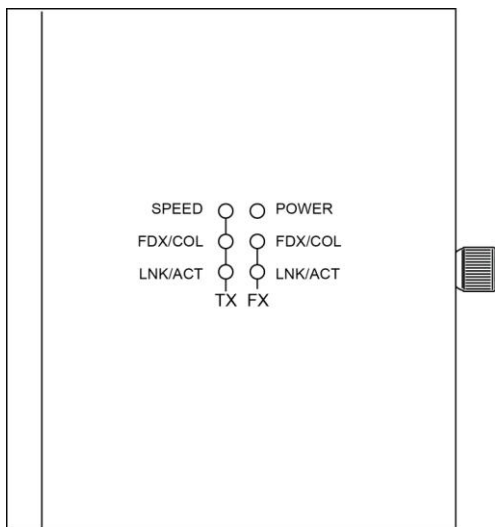 SPEED POWER
FDX/COL FDX/COL
LNK/ACT LNK/ACT
TX FX